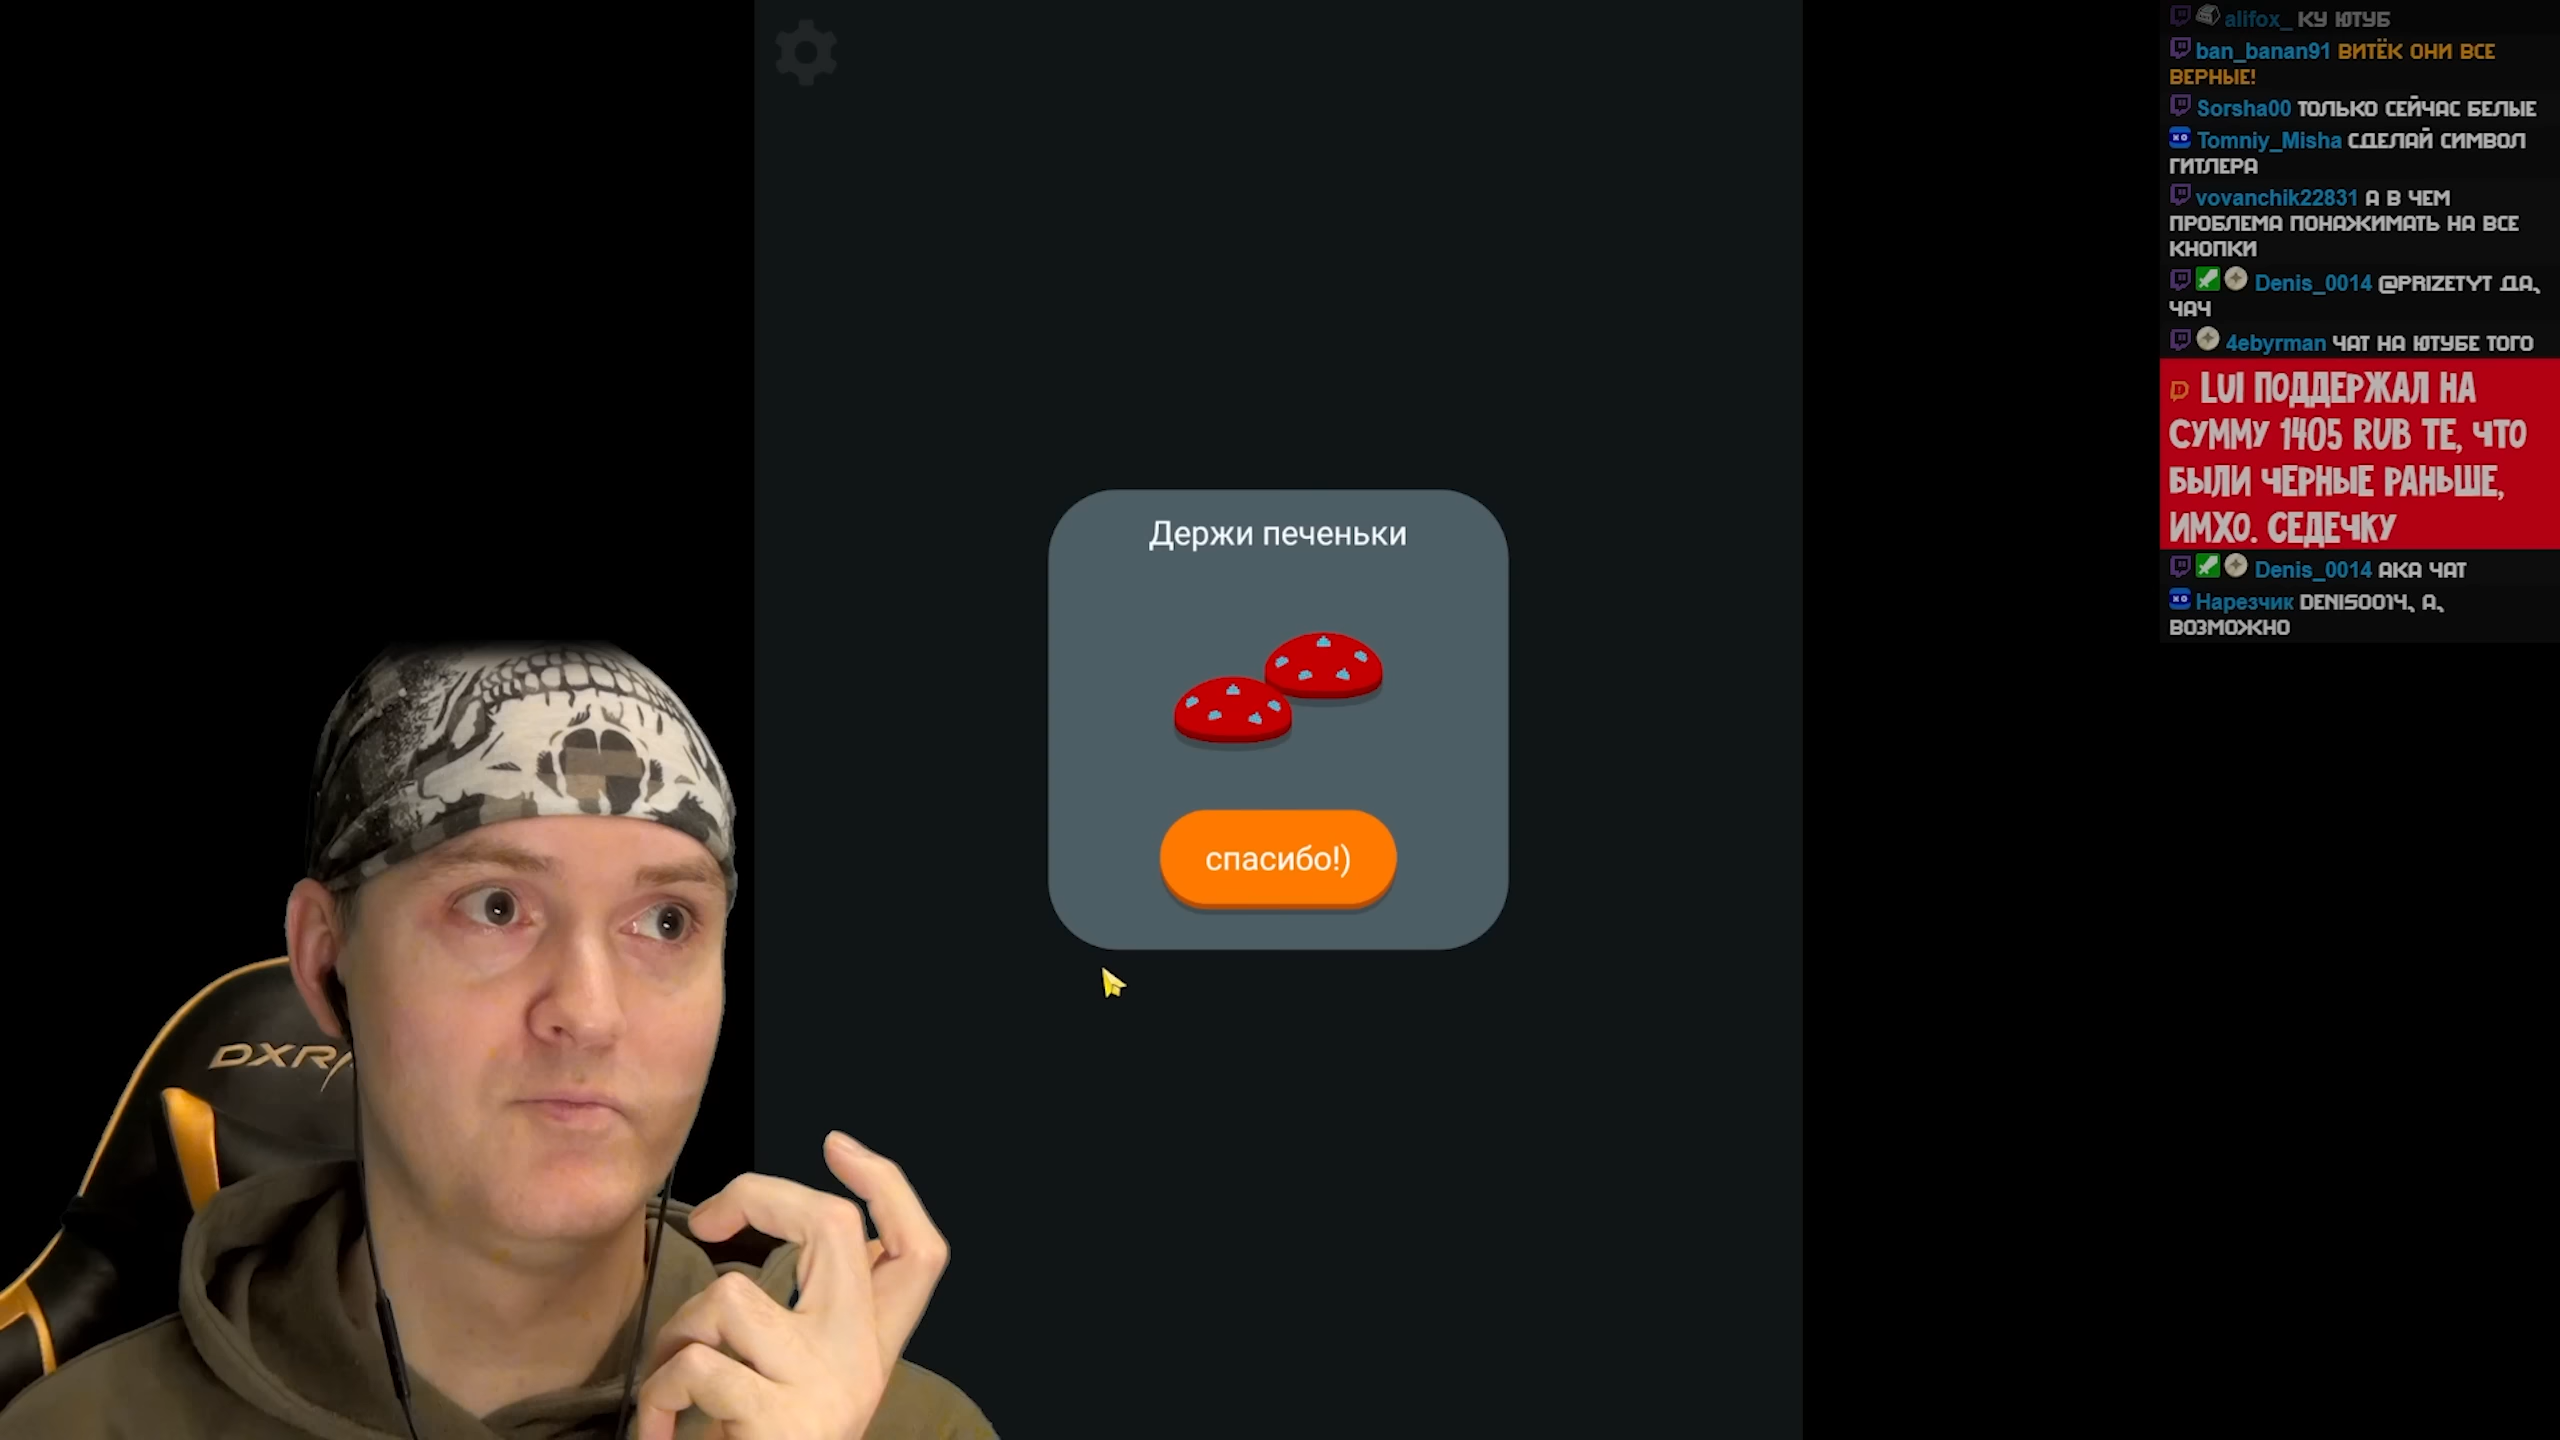 Держи печеньки
спасибо!)
DXR
alifox_ КУ ЮТУБ
ban_banan91 ВИТЁК ОНИ ВСЕ
ВЕРНЫЕ!
Sorsha00 ТОЛЬКО СЕЙЧАС БЕЛЫЕ
Tomniy_Misha СДЕЛАЙ СИМВОЛ
ГИТЛЕРА
vovanchik22831 А В ЧЕМ
ПРОБЛЕМА ПОНАЖИМАТЬ НА ВСЕ
КНОПКИ
Denis_0014 @PRIZETYT ДА,
ЧАЧ
4ebyrman ЧАТ НА ЮТУБЕ ТОГО
LUI ПОДДЕРЖАЛ НА
СУММУ 1405 RUB ТЕ, ЧТО
БЫЛИ ЧЕРНЫЕ РАНЬШЕ,
ИМХО. СЕДЕЧКУ
Denis_0014 АКА ЧАТ
Нарезчик DENIS0014, А,
ВОЗМОЖНО